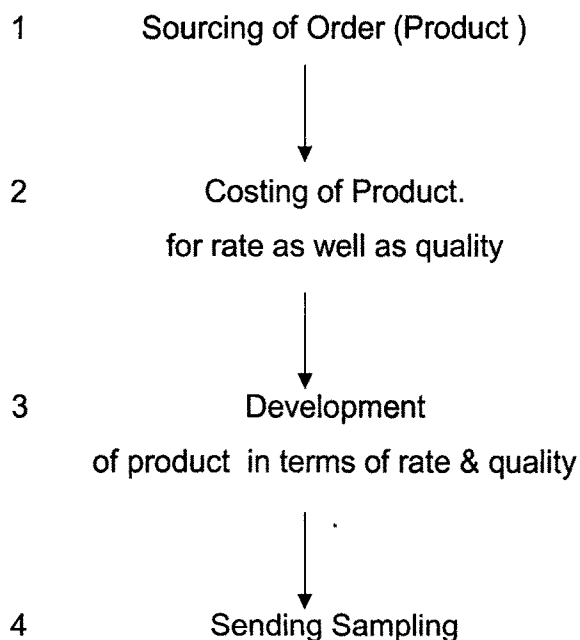 1 Sourcing of Order (Product )
2 Costing of Product.
for rate as well as quality
3 Development
of product in terms of rate & quality
4 Sending Sampling